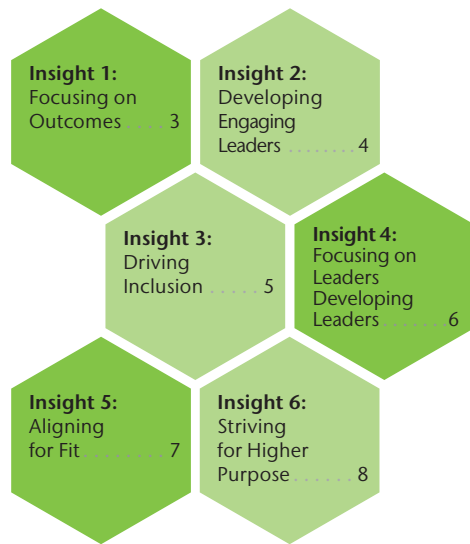 Insight 1:
Focusing on
Outcomes . . . . 3
Insight 2:
Developing
Engaging
Leaders . . . . . . . . 4
Insight 3:
Driving
Inclusion . . . . . 5
Insight 4:
Focusing on
Leaders
Developing
Leaders . . . . . . . 6
Insight 5:
Aligning
for Fit . . . . . . . . 7
Insight 6:
Striving
for Higher
Purpose . . . . . . 8